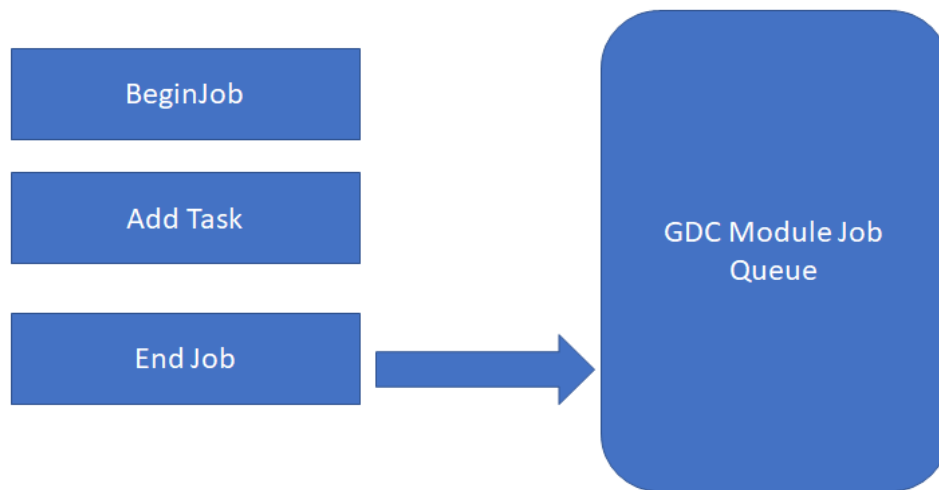 BeginJob
Add Task
End Job
GDC Module Job
Queue